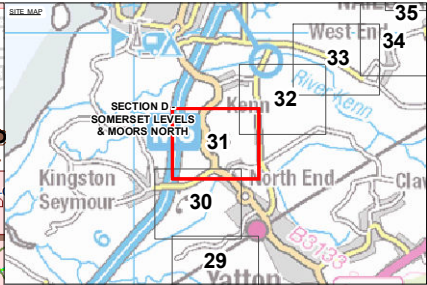 SITE MAP
35
West End
34
33
River Kenn
32
Kenn
SECTION D -
SOMERSET LEVELS
& MOORS NORTH
31
Kingston
Seymour
North End
30
B3133
29
Yatton